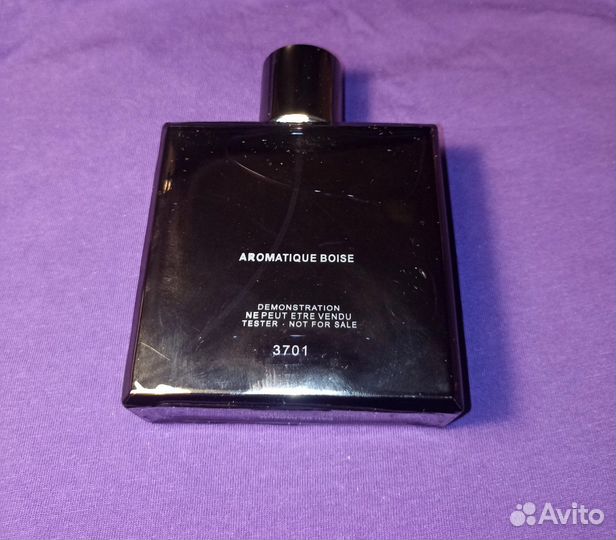 AROMATIQUE BOISE
DEMONSTRATION
NE PEUT ETRE VENDU
TESTER · NOT FOR SALE
3701
Avito